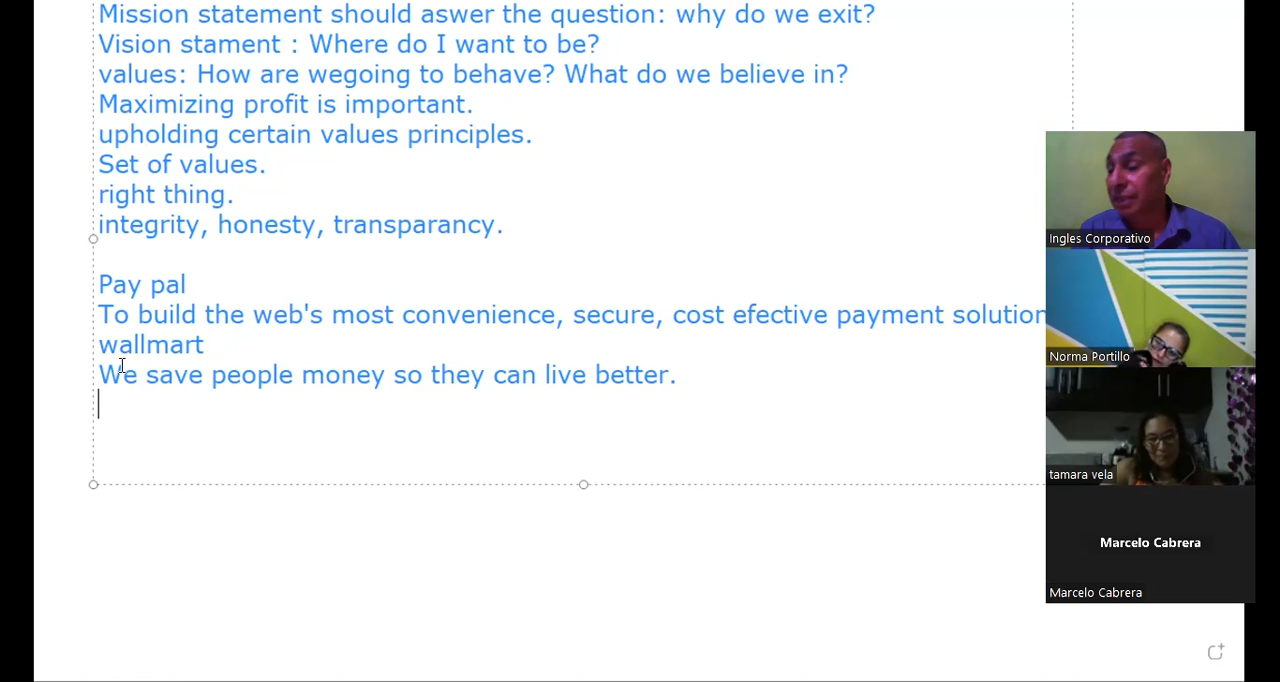 Mission statement should aswer the question: why do we exit?
Vision stament : Where do I want to be?
values: How are wegoing to behave? What do we believe in?
Maximizing profit is important.
upholding certain values principles.
Set of values.
right thing.
integrity, honesty, transparancy.
Pay pal
To build the web's most convenience, secure, cost efective payment solution
wallmart
We save people money so they can live better.
Ingles Corporativo
Norma Portillo
tamara vela
Marcelo Cabrera
Marcelo Cabrera